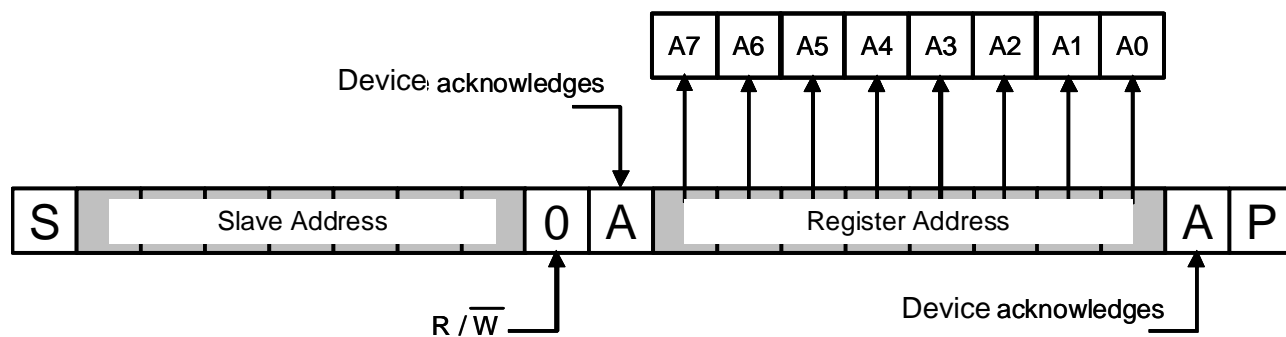 A7 A6 A5 A4 A3 A2 A1 A0
Device acknowledges
S Slave Address 0 A Register Address A P
R / W̅
Device acknowledges